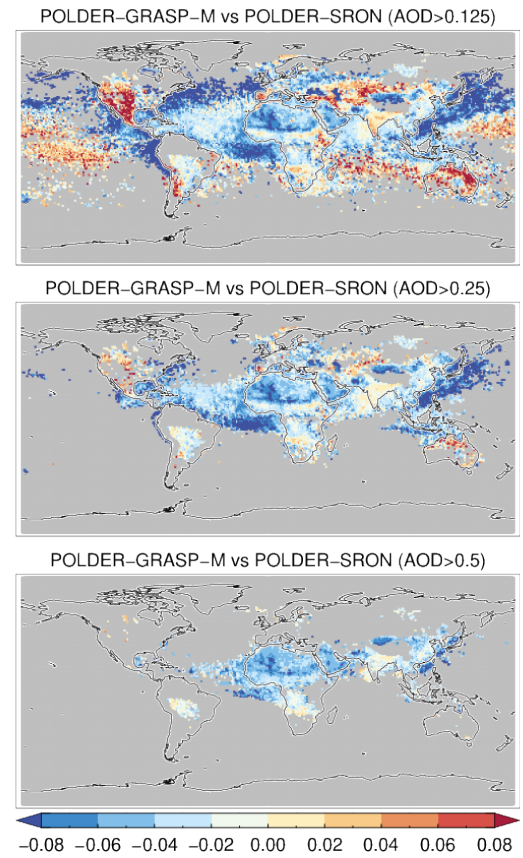 POLDER−GRASP−M vs POLDER−SRON (AOD>0.125)
POLDER−GRASP−M vs POLDER−SRON (AOD>0.25)
POLDER−GRASP−M vs POLDER−SRON (AOD>0.5)
−0.08 −0.06 −0.04 −0.02 0.00 0.02 0.04 0.06 0.08